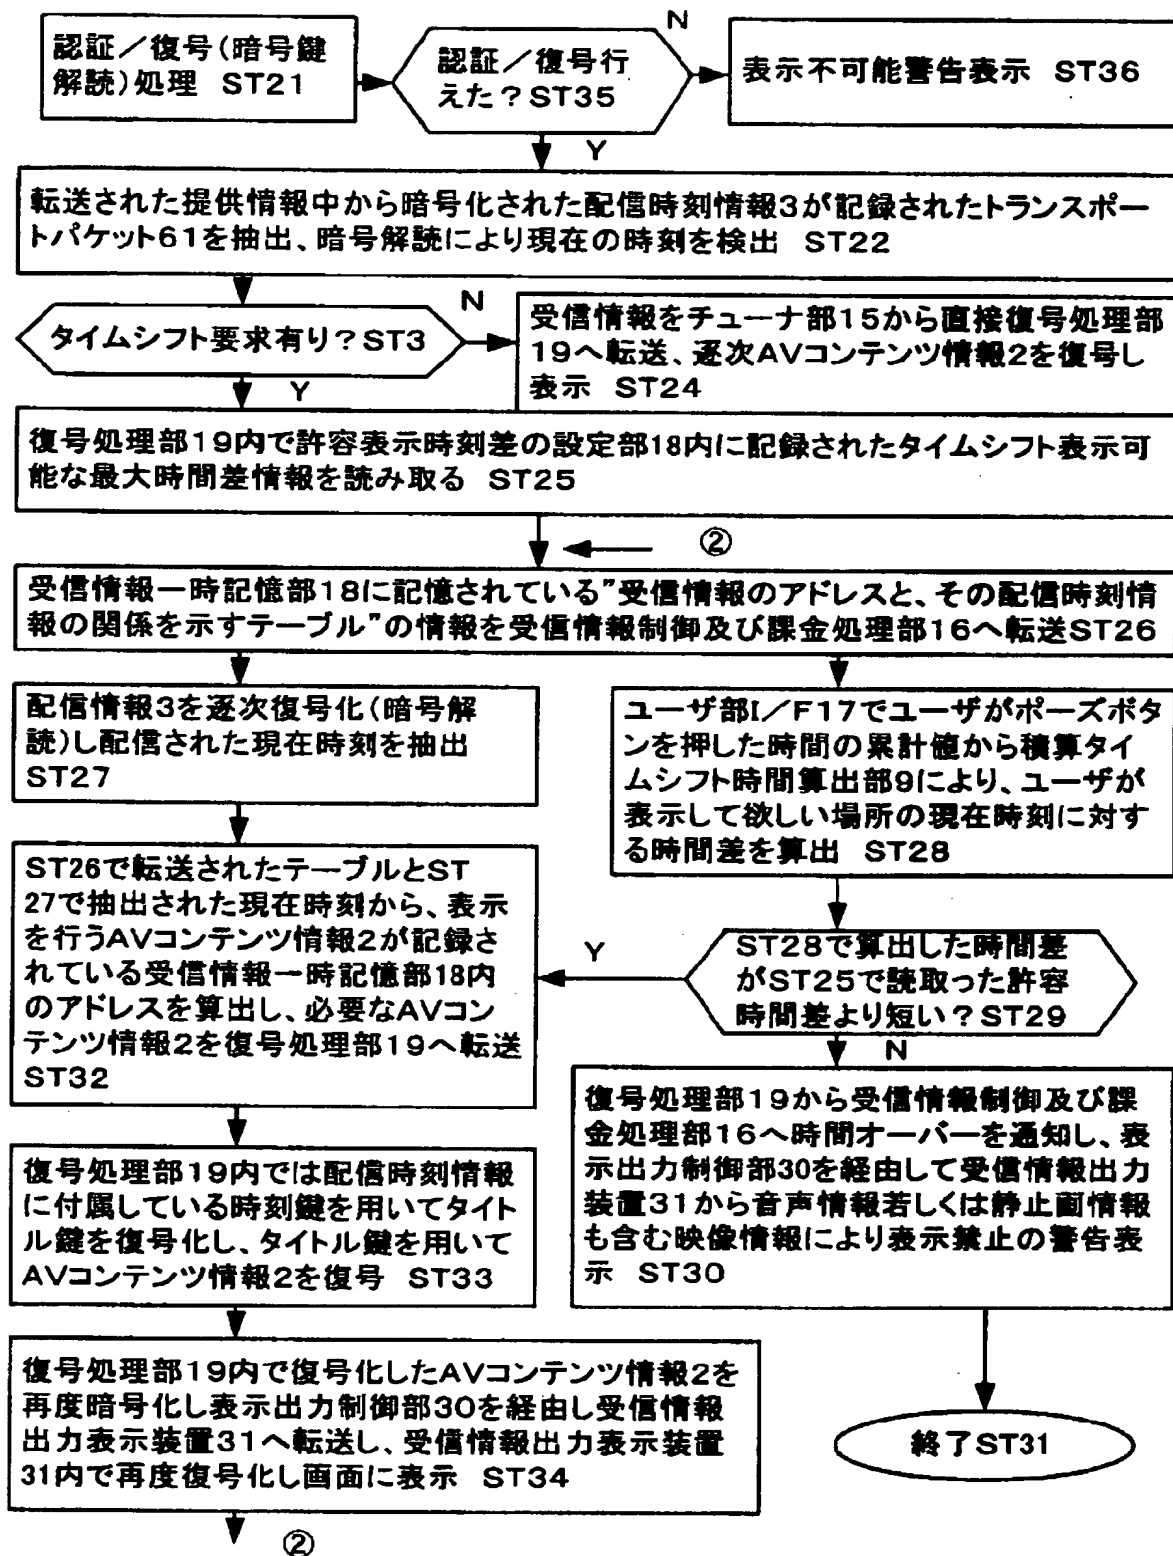 認証／復号(暗号鍵
解読)処理 ST21
認証／復号行
えた？ST35
N
表示不可能警告表示 ST36
Y
転送された提供情報中から暗号化された配信時刻情報3が記録されたトランスポー
トパケット61を抽出、暗号解読により現在の時刻を検出 ST22
タイムシフト要求有り？ST3
N
受信情報をチューナ部15から直接復号処理部
19へ転送、逐次AVコンテンツ情報2を復号し
表示 ST24
Y
復号処理部19内で許容表示時刻差の設定部18内に記録されたタイムシフト表示可
能な最大時間差情報を読み取る ST25
②
受信情報一時記憶部18に記憶されている”受信情報のアドレスと、その配信時刻情
報の関係を示すテーブル”の情報を受信情報制御及び課金処理部16へ転送ST26
配信情報3を逐次復号化(暗号解
読)し配信された現在時刻を抽出
ST27
ユーザ部I／F17でユーザがポーズボタ
ンを押した時間の累計値から積算タイ
ムシフト時間算出部9により、ユーザが
表示して欲しい場所の現在時刻に対す
る時間差を算出 ST28
ST26で転送されたテーブルとST
27で抽出された現在時刻から、表示
を行うAVコンテンツ情報2が記録さ
れている受信情報一時記憶部18内
のアドレスを算出し、必要なAVコン
テンツ情報2を復号処理部19へ転送
ST32
Y
ST28で算出した時間差
がST25で読取った許容
時間差より短い？ST29
N
復号処理部19から受信情報制御及び課
金処理部16へ時間オーバーを通知し、表
示出力制御部30を経由して受信情報出力
装置31から音声情報若しくは静止画情報
も含む映像情報により表示禁止の警告表
示 ST30
復号処理部19内では配信時刻情報
に付属している時刻鍵を用いてタイト
ル鍵を復号化し、タイトル鍵を用いて
AVコンテンツ情報2を復号 ST33
復号処理部19内で復号化したAVコンテンツ情報2を
再度暗号化し表示出力制御部30を経由し受信情報
出力表示装置31へ転送し、受信情報出力表示装置
31内で再度復号化し画面に表示 ST34
終了ST31
②